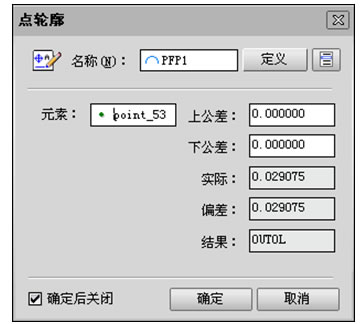 点轮廓
名称(N)： PFP1 定义
元素： point_53 上公差： 0.000000
下公差： 0.000000
实际： 0.029075
偏差： 0.029075
结果： OUTOL
确定后关闭 确定 取消